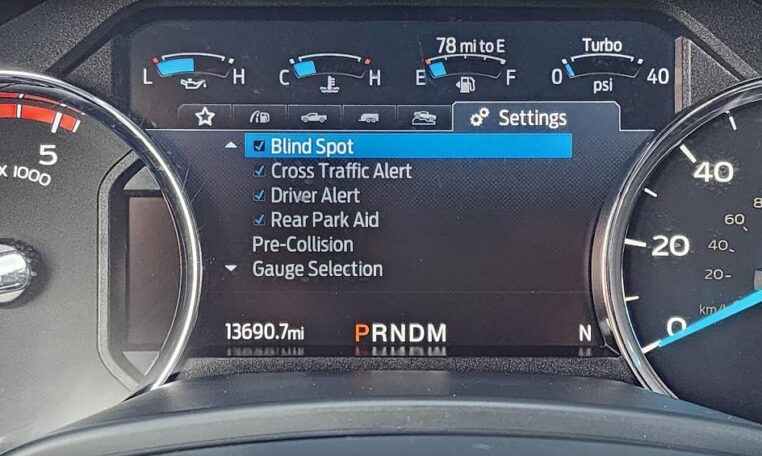 78 mi to E
Turbo
L H
C H
E F
0 40
psi
Settings
5
X 1000
Blind Spot
Cross Traffic Alert
Driver Alert
Rear Park Aid
Pre-Collision
Gauge Selection
40
60
20
40
20
0
13690.7mi
PRNDM
N